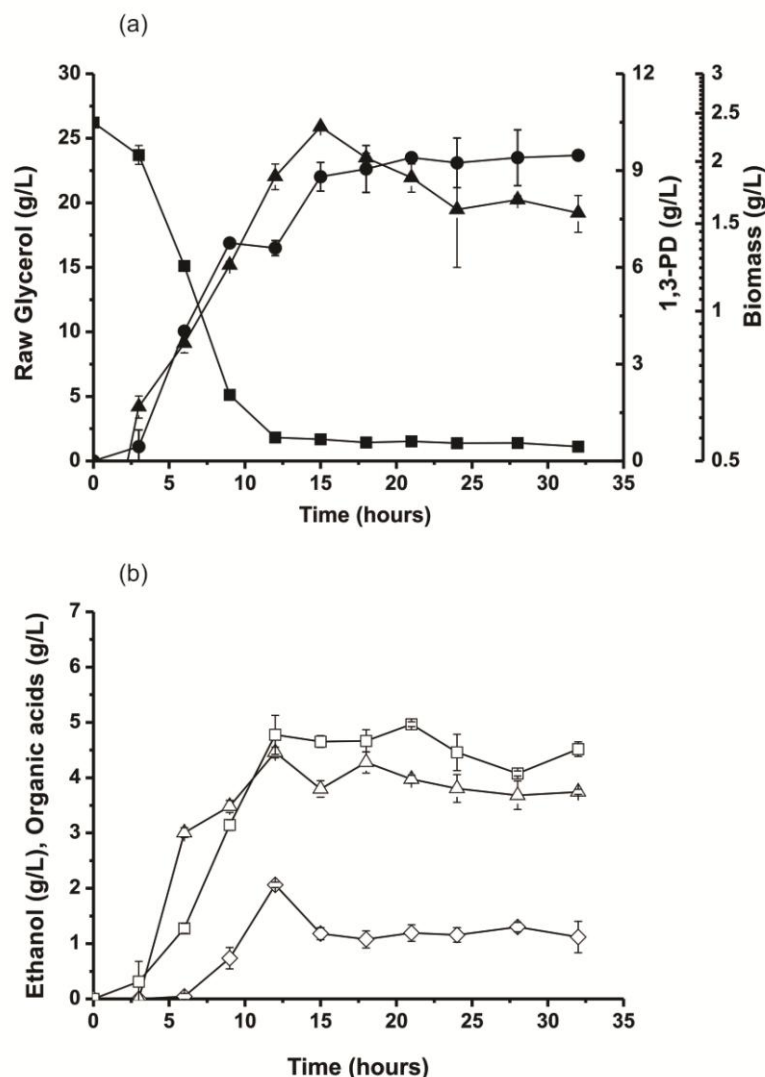 (a)
30
25
20
15
10
5
0
Raw Glycerol (g/L)
12
9
6
3
0
1,3-PD (g/L)
3
2.5
2
1.5
1
0.5
Biomass (g/L)
0 5 10 15 20 25 30 35
Time (hours)
(b)
7
6
5
4
3
2
1
0
Ethanol (g/L), Organic acids (g/L)
0 5 10 15 20 25 30 35
Time (hours)